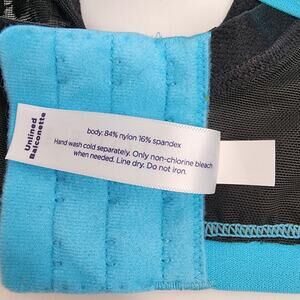 Unlined
Balconette
body: 84% nylon 16% spandex
Hand wash cold separately. Only non-chlorine bleach
when needed. Line dry. Do not iron.